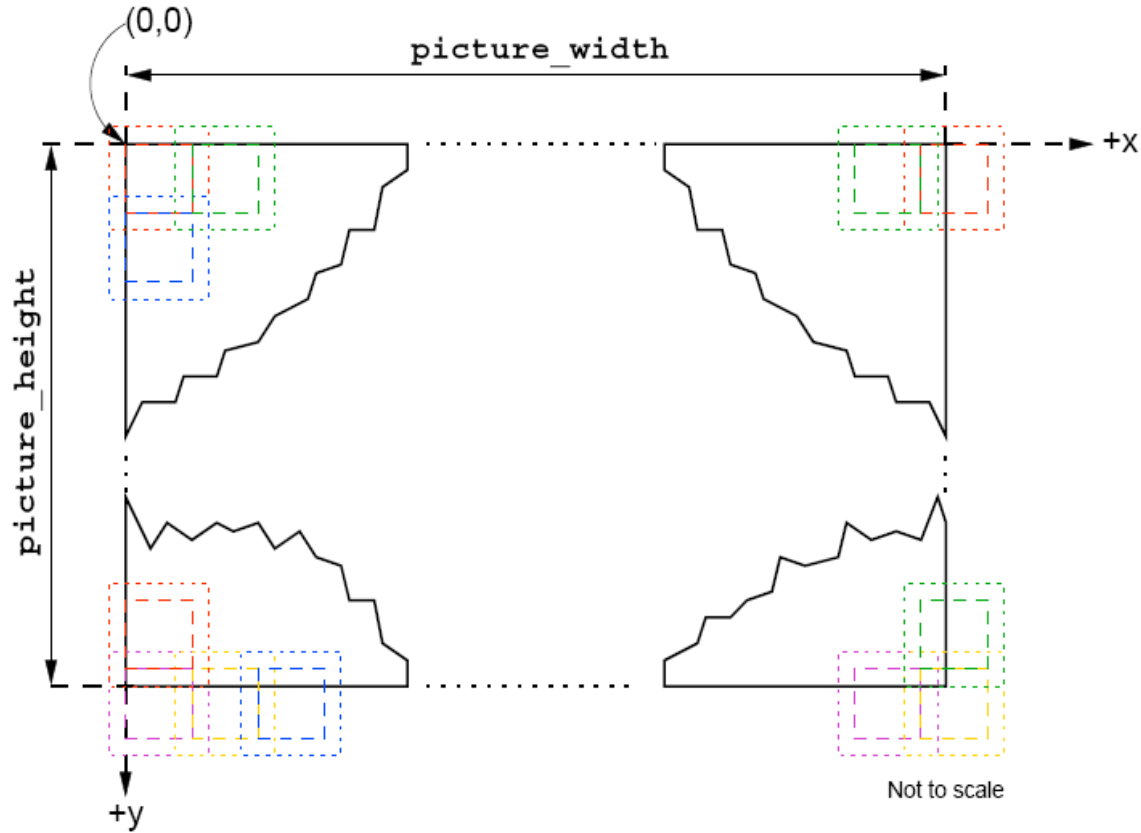 (0,0)
picture_width
+x
picture_height
Not to scale
+y